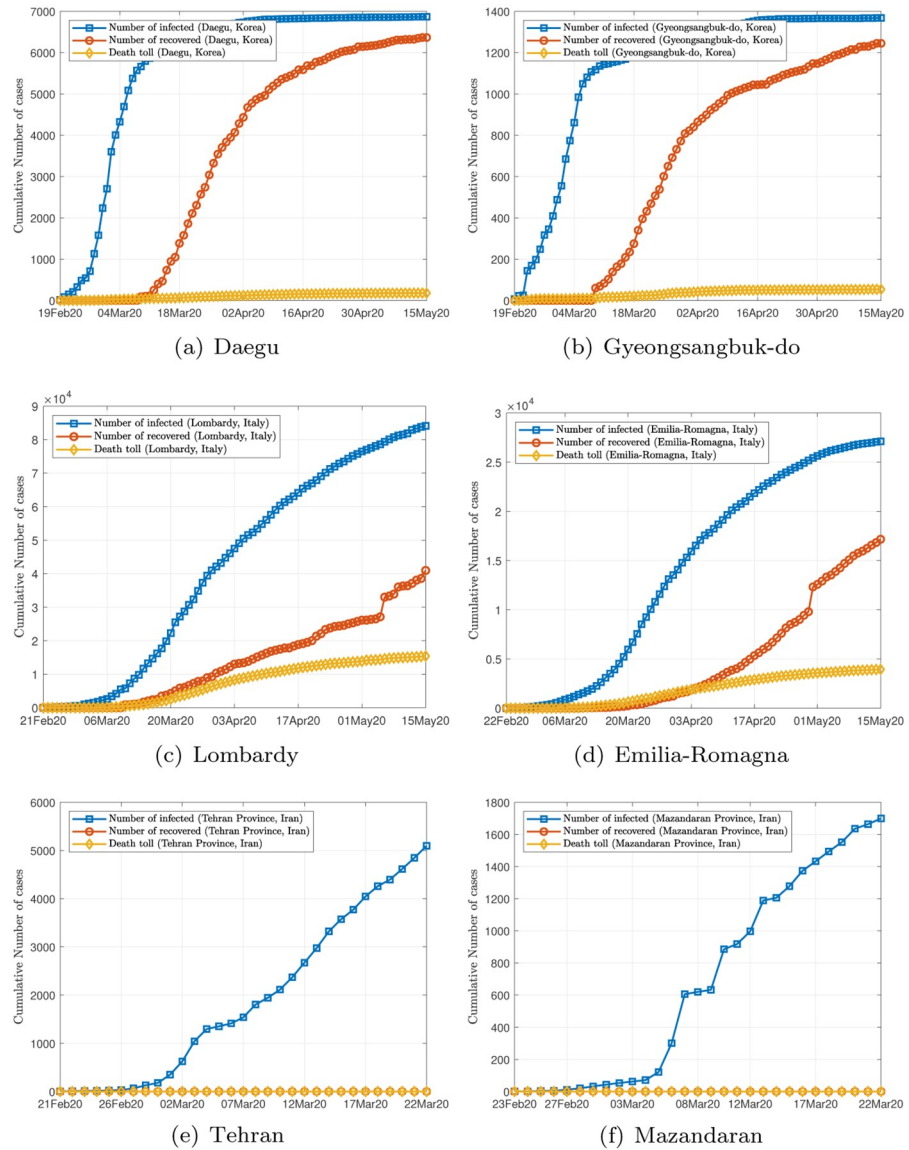 7000
6000
5000
4000
3000
2000
1000
0
Cumulative Number of cases
Number of infected (Daegu, Korea)
Number of recovered (Daegu, Korea)
Death toll (Daegu, Korea)
19Feb20 04Mar20 18Mar20 02Apr20 16Apr20 30Apr20 15May20
(a) Daegu
1400
1200
1000
800
600
400
200
0
Cumulative Number of cases
Number of infected (Gyeongsangbuk-do, Korea)
Number of recovered (Gyeongsangbuk-do, Korea)
Death toll (Gyeongsangbuk-do, Korea)
19Feb20 04Mar20 18Mar20 02Apr20 16Apr20 30Apr20 15May20
(b) Gyeongsangbuk-do
×10⁴
9
8
7
6
5
4
3
2
1
0
Cumulative Number of cases
Number of infected (Lombardy, Italy)
Number of recovered (Lombardy, Italy)
Death toll (Lombardy, Italy)
21Feb20 06Mar20 20Mar20 03Apr20 17Apr20 01May20 15May20
(c) Lombardy
×10⁴
3
2.5
2
1.5
1
0.5
0
Cumulative Number of cases
Number of infected (Emilia-Romagna, Italy)
Number of recovered (Emilia-Romagna, Italy)
Death toll (Emilia-Romagna, Italy)
22Feb20 06Mar20 20Mar20 03Apr20 17Apr20 01May20 15May20
(d) Emilia-Romagna
6000
5000
4000
3000
2000
1000
0
Cumulative Number of cases
Number of infected (Tehran Province, Iran)
Number of recovered (Tehran Province, Iran)
Death toll (Tehran Province, Iran)
21Feb20 26Feb20 02Mar20 07Mar20 12Mar20 17Mar20 22Mar20
(e) Tehran
1800
1600
1400
1200
1000
800
600
400
200
0
Cumulative Number of cases
Number of infected (Mazandaran Province, Iran)
Number of recovered (Mazandaran Province, Iran)
Death toll (Mazandaran Province, Iran)
23Feb20 27Feb20 03Mar20 08Mar20 12Mar20 17Mar20 22Mar20
(f) Mazandaran